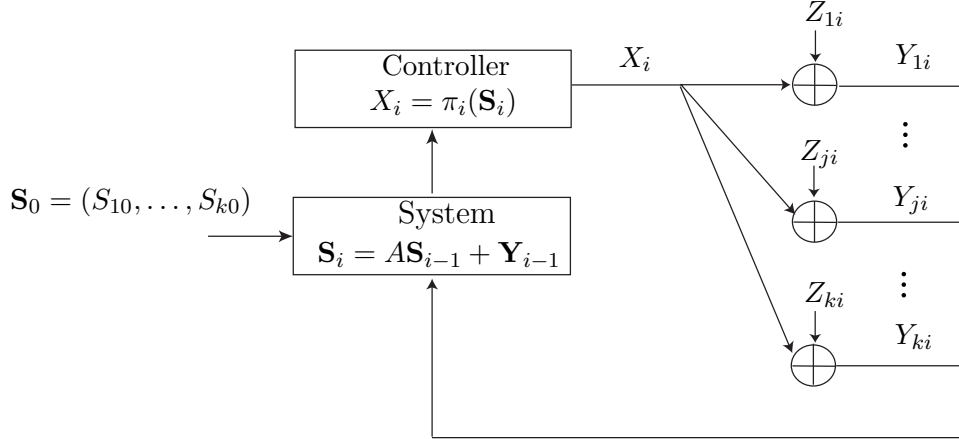 Z_{1i}
Controller
X_i = π_i(𝐒_i)
X_i
Y_{1i}
⋮
Z_{ji}
𝐒_0 = (S_{10}, . . . , S_{k0})
System
𝐒_i = A𝐒_{i−1} + 𝐘_{i−1}
Y_{ji}
⋮
Z_{ki}
Y_{ki}